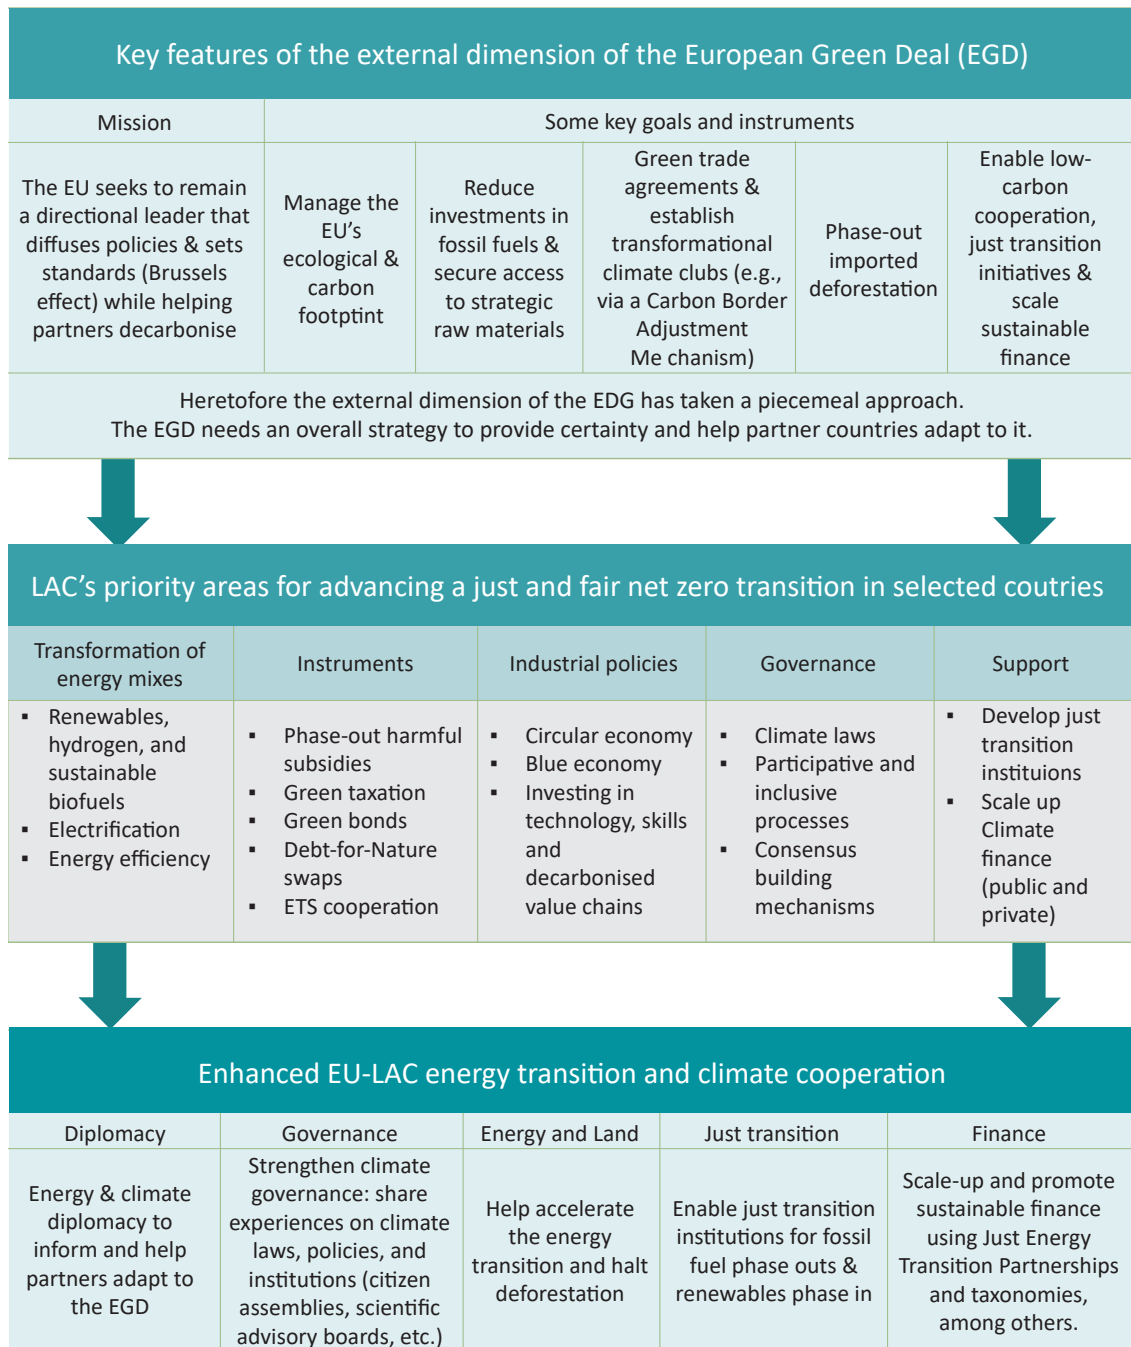 Key features of the external dimension of the European Green Deal (EGD)
Mission
Some key goals and instruments
The EU seeks to remain
a directional leader that
diffuses policies & sets
standards (Brussels
effect) while helping
partners decarbonise
Manage the
EU's
ecological &
carbon
footptint
Reduce
investments in
fossil fuels &
secure access
to strategic
raw materials
Green trade
agreements &
establish
transformational
climate clubs (e.g.,
via a Carbon Border
Adjustment
Me chanism)
Phase-out
imported
deforestation
Enable low-
carbon
cooperation,
just transition
initiatives &
scale
sustainable
finance
Heretofore the external dimension of the EDG has taken a piecemeal approach.
The EGD needs an overall strategy to provide certainty and help partner countries adapt to it.
LAC's priority areas for advancing a just and fair net zero transition in selected coutries
Transformation of
energy mixes
Instruments
Industrial policies
Governance
Support
▪ Renewables,
hydrogen, and
sustainable
biofuels
▪ Electrification
▪ Energy efficiency
▪ Phase-out harmful
subsidies
▪ Green taxation
▪ Green bonds
▪ Debt-for-Nature
swaps
▪ ETS cooperation
▪ Circular economy
▪ Blue economy
▪ Investing in
technology, skills
and
decarbonised
value chains
▪ Climate laws
▪ Participative and
inclusive
processes
▪ Consensus
building
mechanisms
▪ Develop just
transition
instituions
▪ Scale up
Climate
finance
(public and
private)
Enhanced EU-LAC energy transition and climate cooperation
Diplomacy
Governance
Energy and Land
Just transition
Finance
Energy & climate
diplomacy to
inform and help
partners adapt to
the EGD
Strengthen climate
governance: share
experiences on climate
laws, policies, and
institutions (citizen
assemblies, scientific
advisory boards, etc.)
Help accelerate
the energy
transition and halt
deforestation
Enable just transition
institutions for fossil
fuel phase outs &
renewables phase in
Scale-up and promote
sustainable finance
using Just Energy
Transition Partnerships
and taxonomies,
among others.